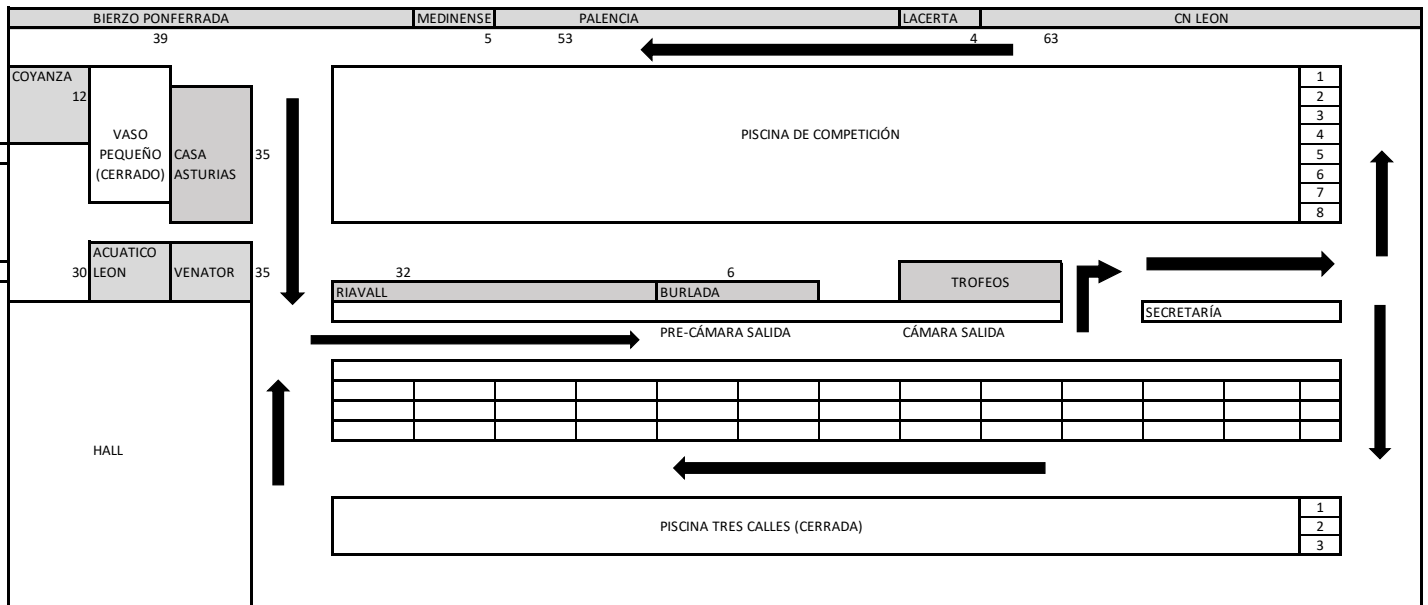 BIERZO PONFERRADA MEDINENSE PALENCIA LACERTA CN LEON
39 5 53 4 63
COYANZA
12
VASO
PEQUEÑO
(CERRADO)
CASA
ASTURIAS
35
PISCINA DE COMPETICIÓN
1
2
3
4
5
6
7
8
30
ACUATICO
LEON
VENATOR
35
32 6
RIAVALL BURLADA
TROFEOS
SECRETARÍA
PRE-CÁMARA SALIDA CÁMARA SALIDA
HALL
PISCINA TRES CALLES (CERRADA)
1
2
3